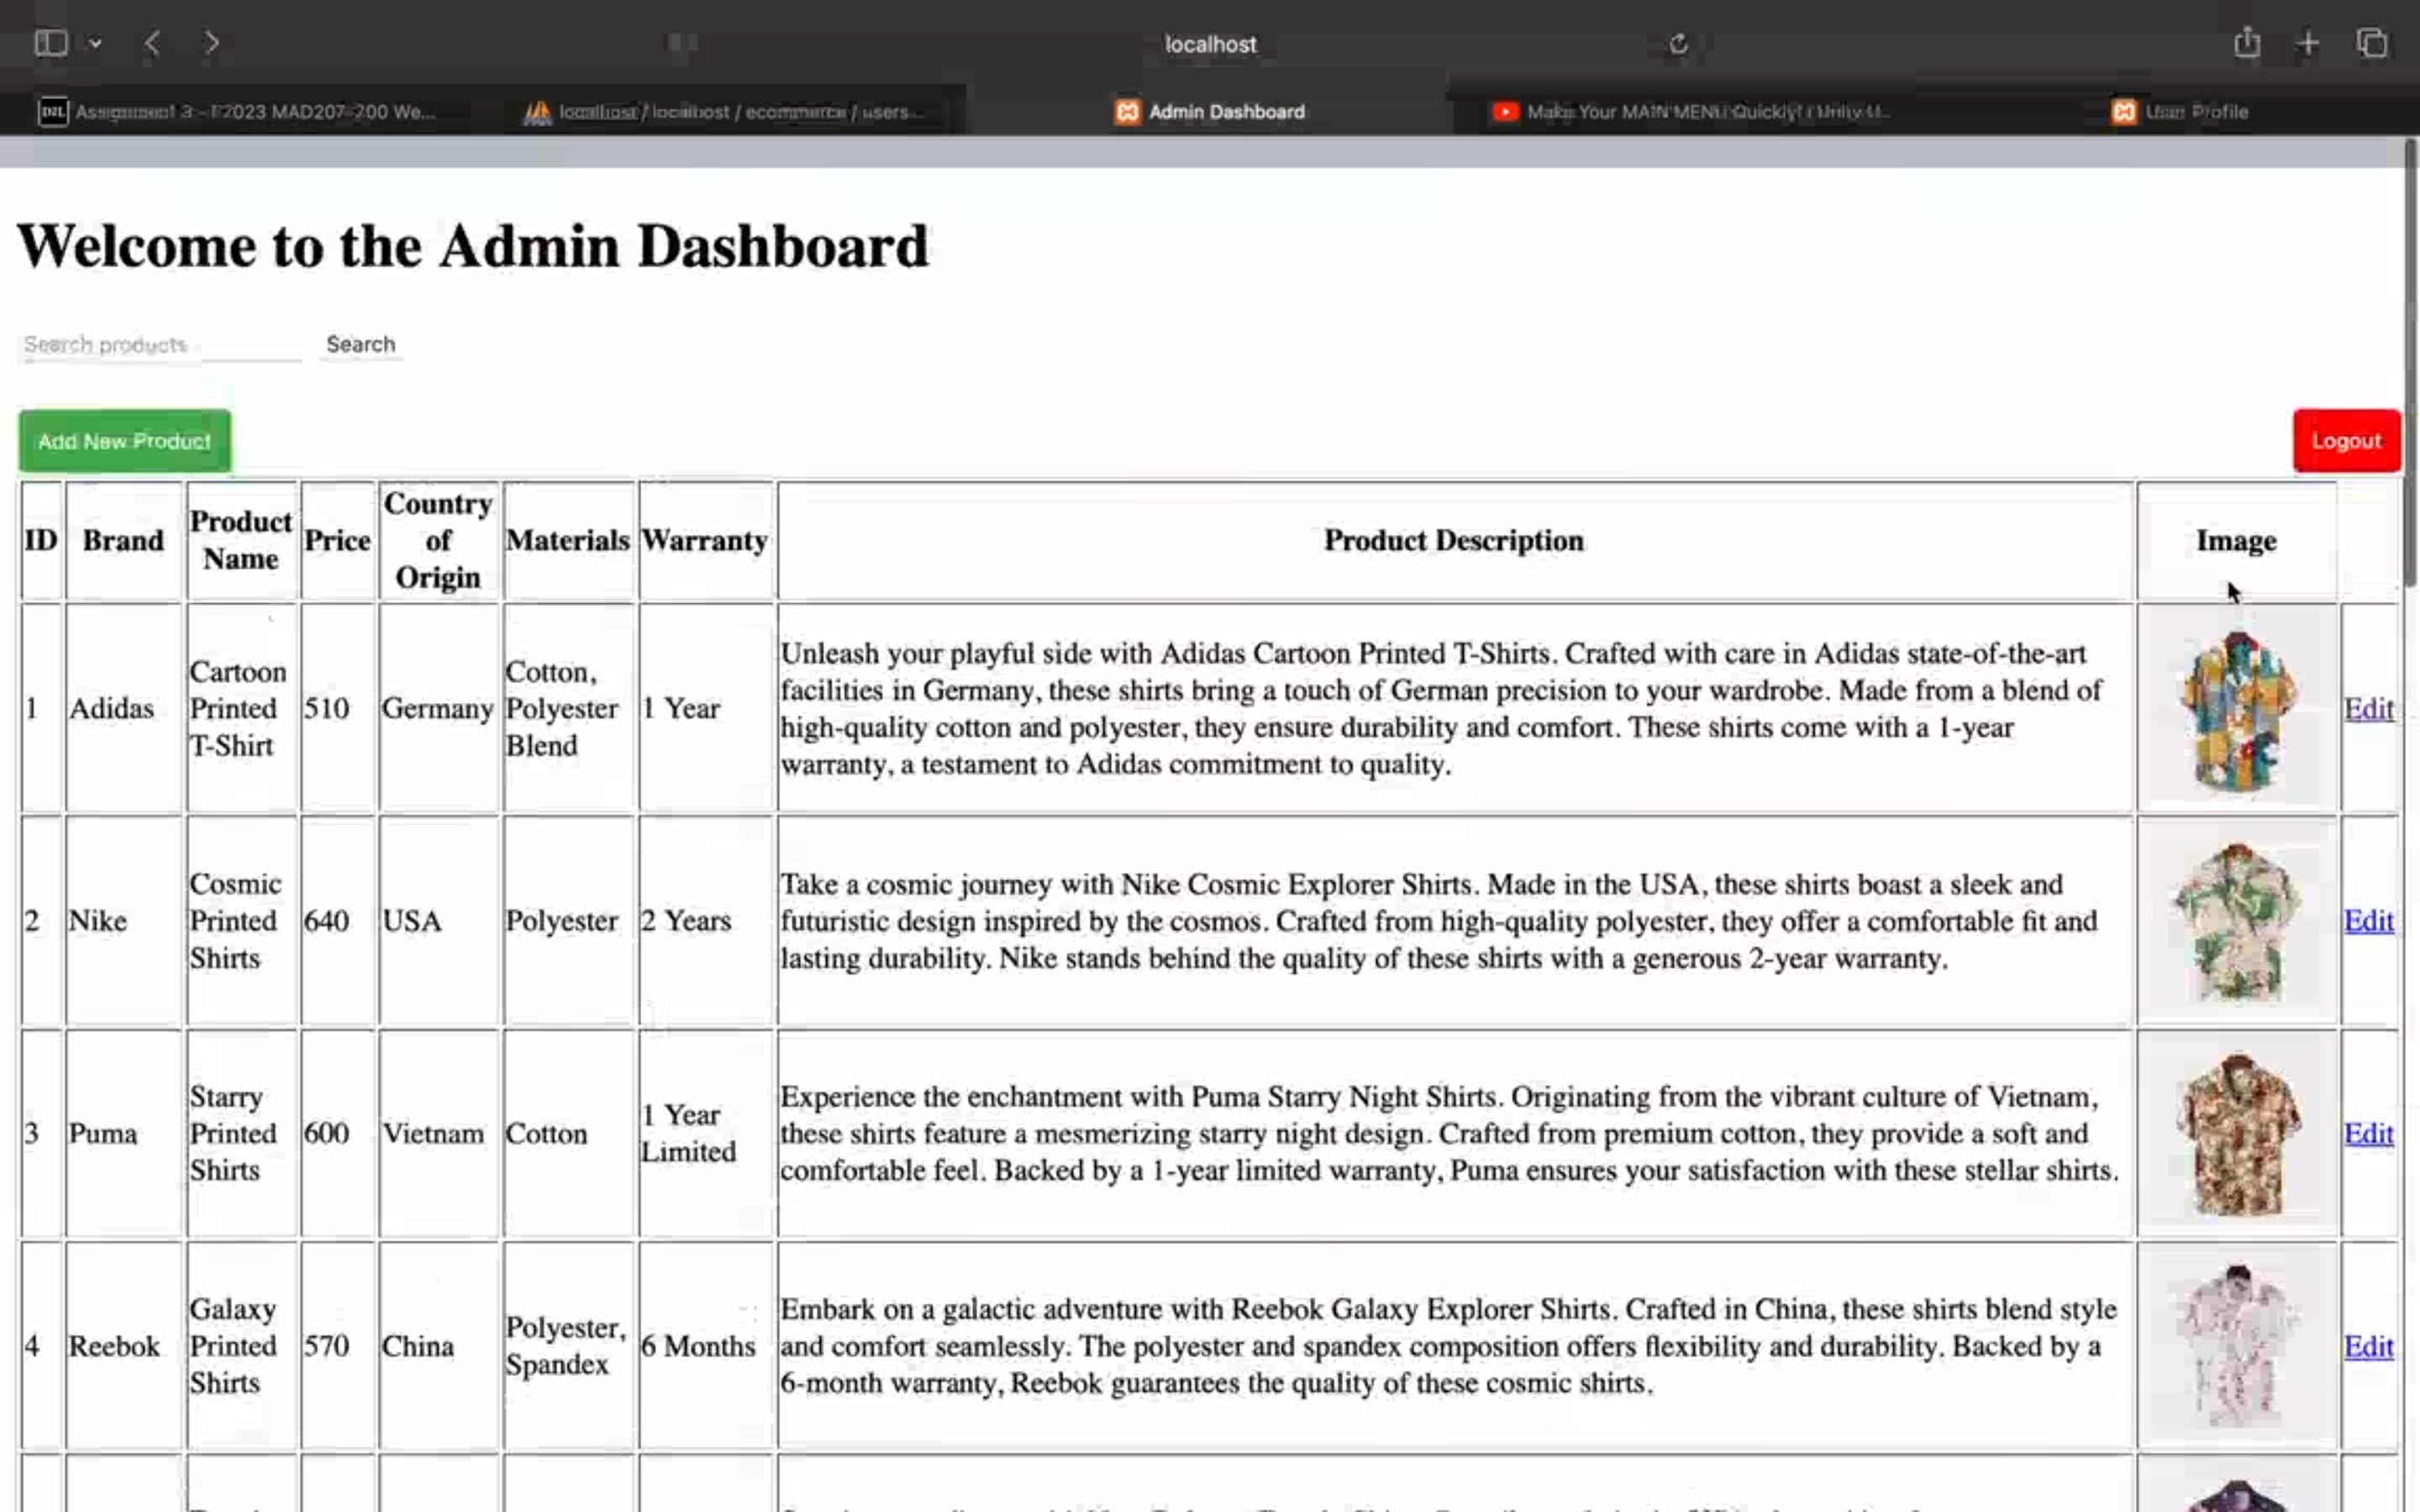 localhost
D2L Assignment 3 - F2023 MAD207-200 We...
localhost / localhost / ecommerce / users...
Admin Dashboard
Make Your MAIN MENU Quickly! | Unity U...
User Profile
Welcome to the Admin Dashboard
Search products
Search
Add New Product
Logout
ID Brand Product Name Price Country of Origin Materials Warranty Product Description Image
1 Adidas Cartoon Printed T-Shirt 510 Germany Cotton, Polyester Blend 1 Year
Unleash your playful side with Adidas Cartoon Printed T-Shirts. Crafted with care in Adidas state-of-the-art
facilities in Germany, these shirts bring a touch of German precision to your wardrobe. Made from a blend of
high-quality cotton and polyester, they ensure durability and comfort. These shirts come with a 1-year
warranty, a testament to Adidas commitment to quality.
Edit
2 Nike Cosmic Printed Shirts 640 USA Polyester 2 Years
Take a cosmic journey with Nike Cosmic Explorer Shirts. Made in the USA, these shirts boast a sleek and
futuristic design inspired by the cosmos. Crafted from high-quality polyester, they offer a comfortable fit and
lasting durability. Nike stands behind the quality of these shirts with a generous 2-year warranty.
Edit
3 Puma Starry Printed Shirts 600 Vietnam Cotton 1 Year Limited
Experience the enchantment with Puma Starry Night Shirts. Originating from the vibrant culture of Vietnam,
these shirts feature a mesmerizing starry night design. Crafted from premium cotton, they provide a soft and
comfortable feel. Backed by a 1-year limited warranty, Puma ensures your satisfaction with these stellar shirts.
Edit
4 Reebok Galaxy Printed Shirts 570 China Polyester, Spandex 6 Months
Embark on a galactic adventure with Reebok Galaxy Explorer Shirts. Crafted in China, these shirts blend style
and comfort seamlessly. The polyester and spandex composition offers flexibility and durability. Backed by a
6-month warranty, Reebok guarantees the quality of these cosmic shirts.
Edit